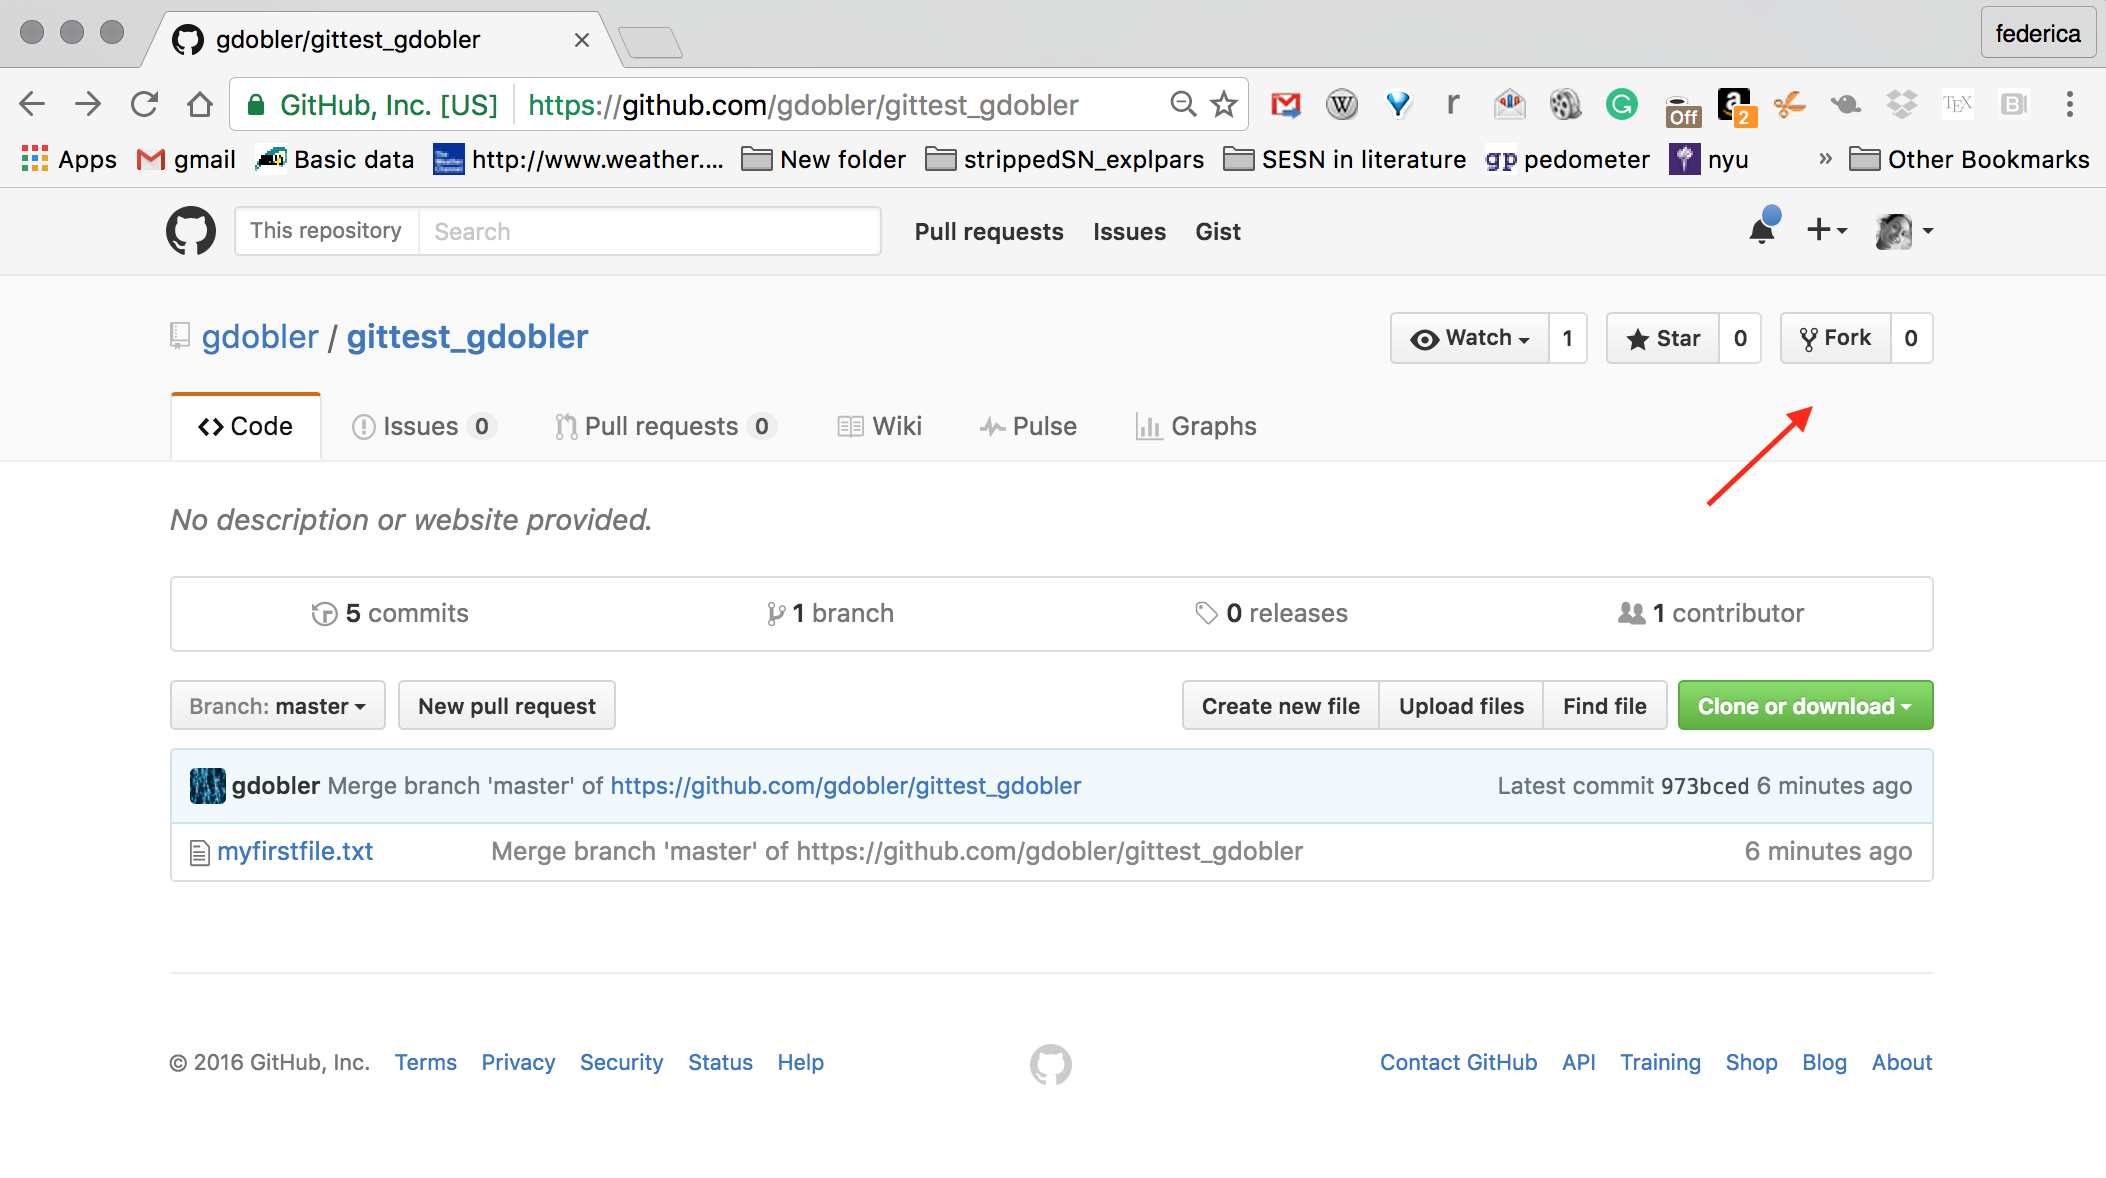 gdobler/gittest_gdobler
federica
GitHub, Inc. [US] https://github.com/gdobler/gittest_gdobler
Off
2
Apps gmail Basic data http://www.weather.... New folder strippedSN_explpars SESN in literature gp pedometer nyu » Other Bookmarks
This repository Search Pull requests Issues Gist
gdobler / gittest_gdobler Watch 1 Star 0 Fork 0
Code Issues 0 Pull requests 0 Wiki Pulse Graphs
No description or website provided.
5 commits 1 branch 0 releases 1 contributor
Branch: master New pull request Create new file Upload files Find file Clone or download
gdobler Merge branch 'master' of https://github.com/gdobler/gittest_gdobler Latest commit 973bced 6 minutes ago
myfirstfile.txt Merge branch 'master' of https://github.com/gdobler/gittest_gdobler 6 minutes ago
© 2016 GitHub, Inc. Terms Privacy Security Status Help Contact GitHub API Training Shop Blog About